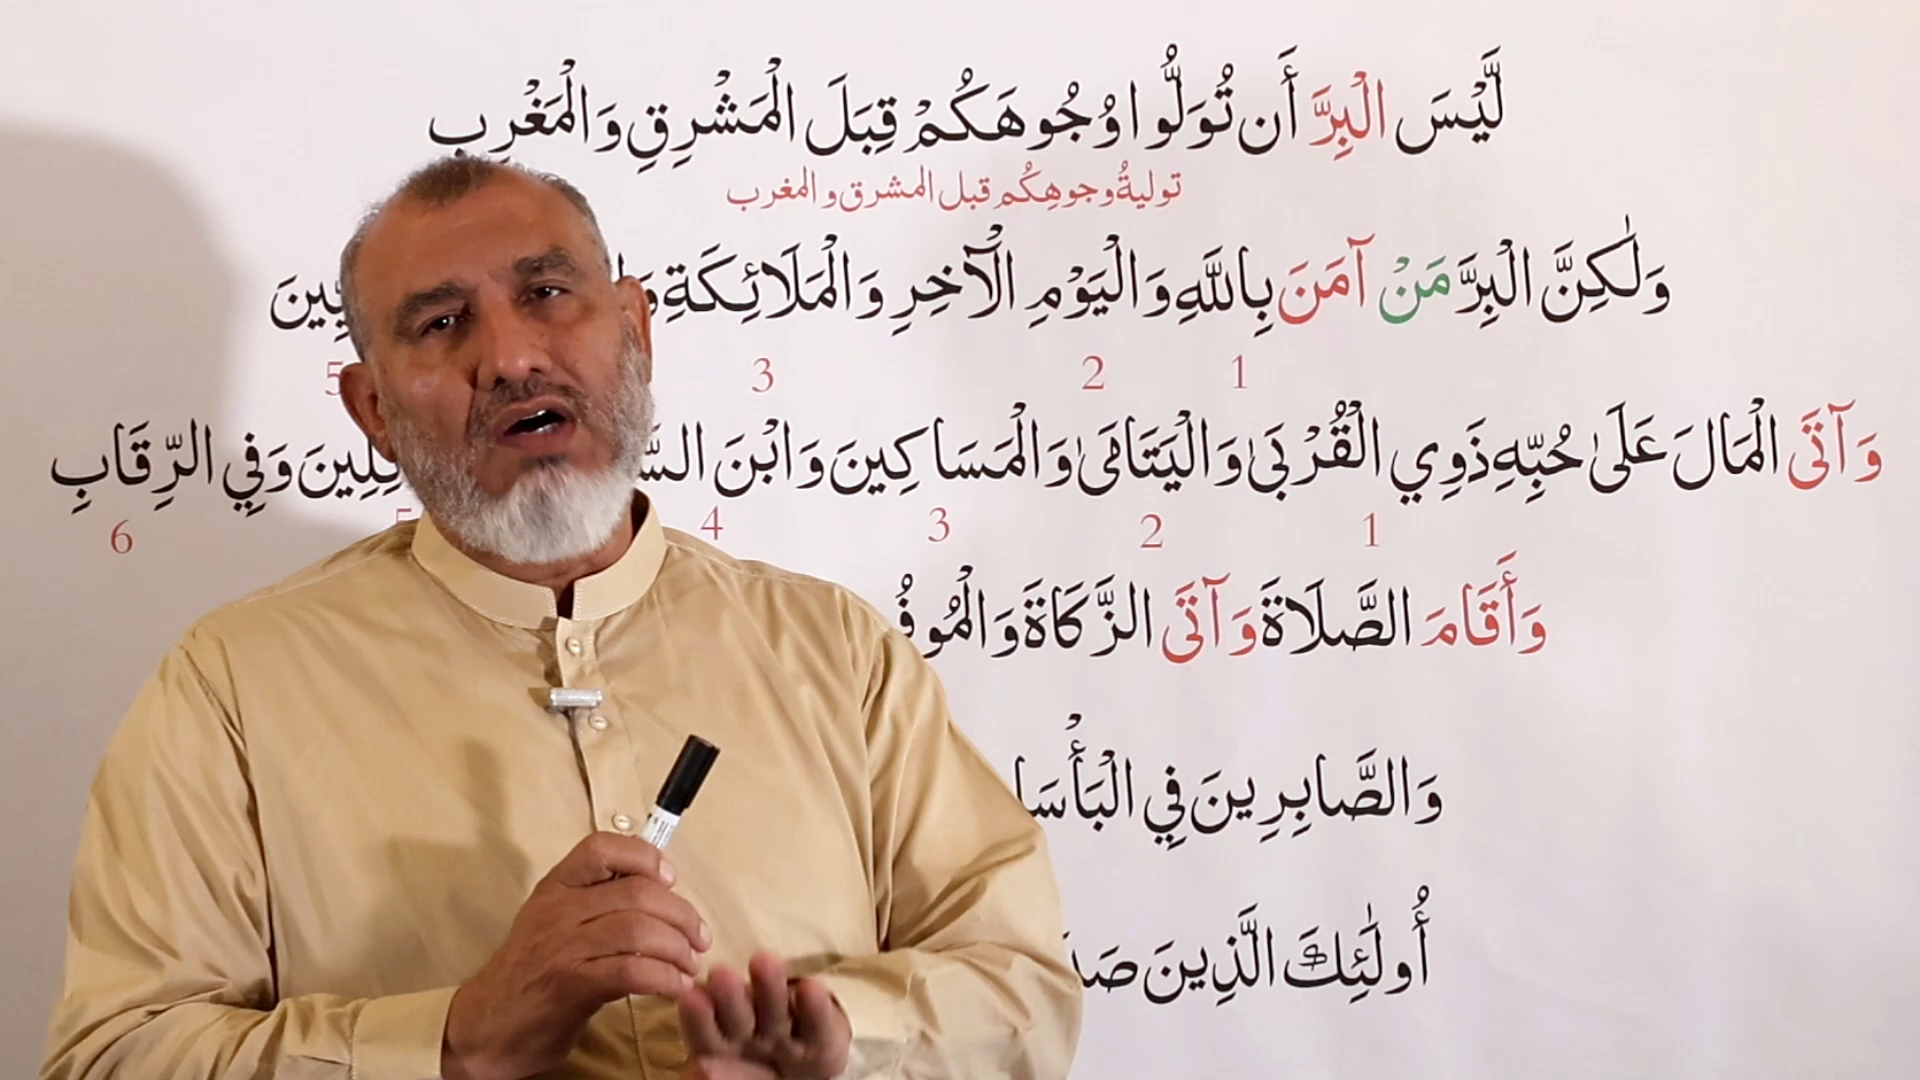 لَّيْسَ الْبِرَّ أَن تُوَلُّوا وُجُوهَكُمْ قِبَلَ الْمَشْرِقِ وَالْمَغْرِبِ
توليةُ وجوهِكُم قبل المشرق و المغرب
وَلَٰكِنَّ الْبِرَّ مَنْ آمَنَ بِاللَّهِ وَالْيَوْمِ الْآخِرِ وَالْمَلَائِكَةِ
1 2 3 5
وَآتَى الْمَالَ عَلَىٰ حُبِّهِ ذَوِي الْقُرْبَىٰ وَالْيَتَامَىٰ وَالْمَسَاكِينَ وَابْنَ وَفِي الرِّقَابِ
1 2 3 4 5 6
وَأَقَامَ الصَّلَاةَ وَآتَى الزَّكَاةَ
وَالصَّابِرِينَ فِي
أُولَٰئِكَ الَّذِينَ